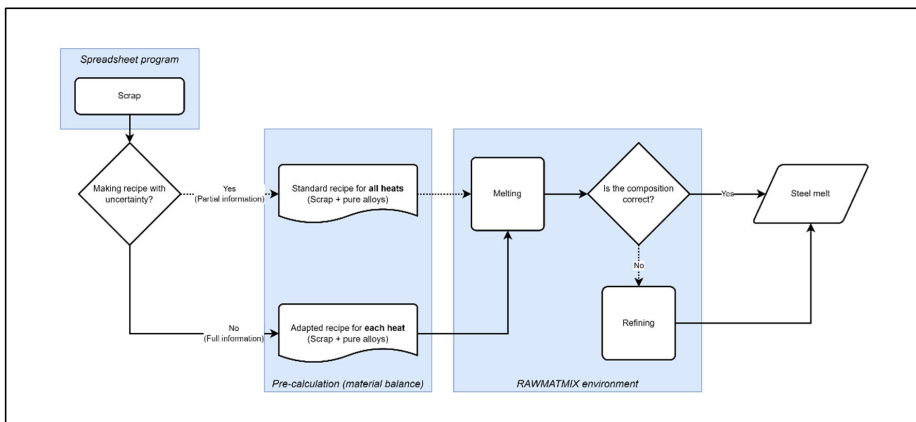 Spreadsheet program
Scrap
Making recipe with
uncertainty?
Yes
(Partial information)
Standard recipe for all heats
(Scrap + pure alloys)
Melting
Is the composition
correct?
Yes
Steel melt
No
Refining
No
(Full information)
Adapted recipe for each heat
(Scrap + pure alloys)
Pre-calculation (material balance)
RAWMATMIX environment